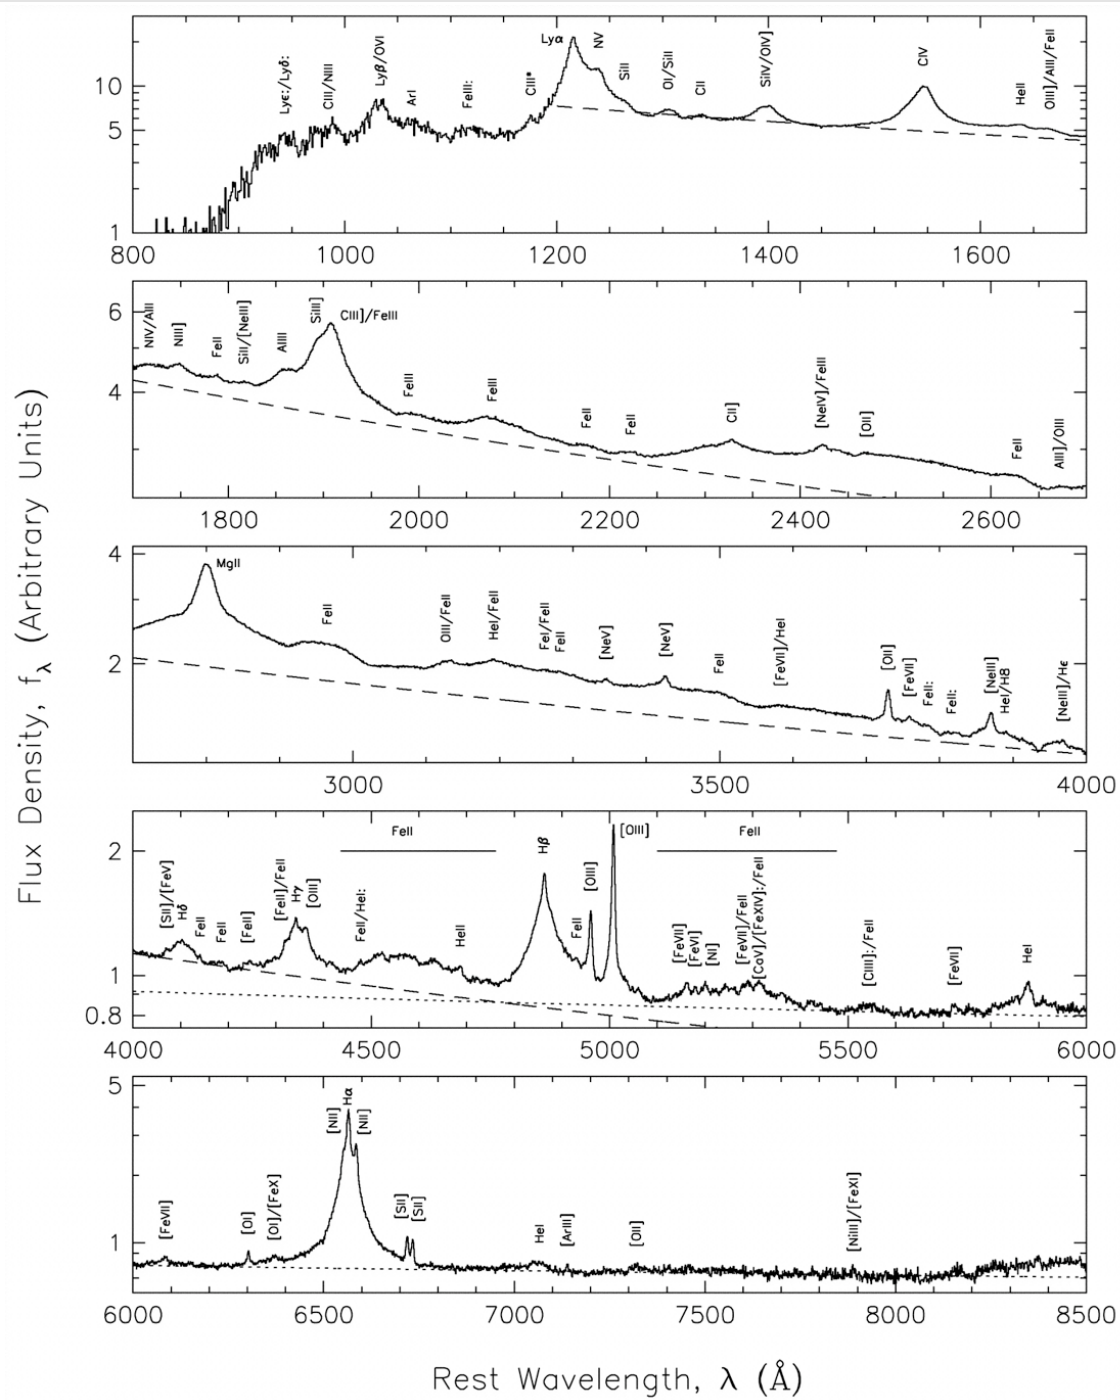 Lyε:/Lyδ:
CIII/NIII
Lyβ/OVI
ArI
FeIII:
CIII*
Lyα
NV
SiII
OI/SiII
CII
SiIV/OIV]
CIV
HeII
OIII]/AlII/FeII
10
5
1
800 1000 1200 1400 1600
NIV/AlII
NIII]
FeII
SiII/[NeIII]
AlIII
SiIII]
CIII]/FeIII
FeIII
FeIII
FeII
FeII
CII]
[NeIV]/FeIII
[OII]
FeII
AlII]/OIII
6
4
1800 2000 2200 2400 2600
MgII
FeII
OIII/FeII
HeI/FeII
FeI/FeII
FeII
[NeV]
[NeV]
FeII
[FeVII]/HeI
[OII]
[FeVII]
FeII:
FeII:
[NeIII]
HeI/H8
[NeIII]/Hε
4
2
3000 3500 4000
Flux Density, fλ (Arbitrary Units)
[SII]/[FeV]
Hδ
FeII
FeII
[FeII]
[FeII]/FeII
Hγ
[OIII]
FeII
FeII/HeI:
HeII
Hβ
FeII
[OIII]
[OIII]
FeII
[FeVII]
[FeVI]
[NI]
[FeVII]/FeII
[CaV]/[FeXIV]:/FeII
[ClIII]:/FeII
[FeVII]
HeI
2
1
0.8
4000 4500 5000 5500 6000
[FeVII]
[OI]
[OI]/[FeX]
[NII]
Hα
[NII]
[SII]
[SII]
HeI
[ArIII]
[OII]
[NiIII]/[FeXI]
5
1
6000 6500 7000 7500 8000 8500
Rest Wavelength, λ (Å)